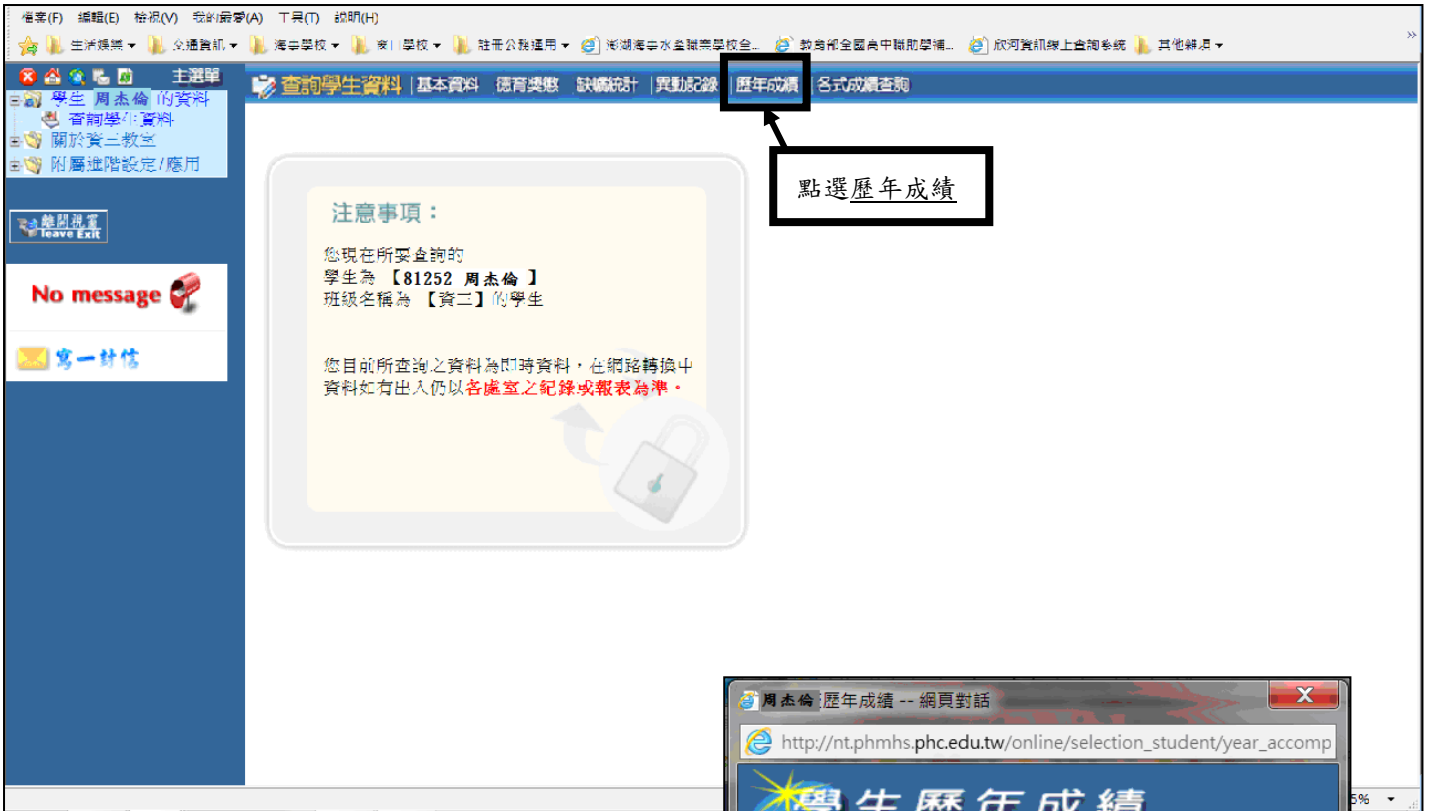 檔案(F) 編輯(E) 檢視(V) 我的最愛(A) 工具(T) 說明(H)
生活娛樂 交通資訊 海事學校 註冊公務運用 澎湖海事水產職業學校全... 教育部全國高中職助學補... 欣河資訊線上查詢系統 其他雜項
主選單
學生 周杰倫 的資料
查詢學生資料
關於資三教室
附屬進階設定/應用
離開視窗
leave Exit
No message
寫一封信
查詢學生資料 |基本資料 德育獎懲 缺曠統計 |異動記錄 |歷年成績 |各式成績查詢
點選歷年成績
注意事項：
您現在所要查詢的
學生為 【81252 周杰倫 】
班級名稱為 【資三】的學生
您目前所查詢之資料為即時資料，在網路轉換中
資料如有出入仍以各處室之紀錄或報表為準。
周杰倫 歷年成績 -- 網頁對話
X
http://nt.phmhs.phc.edu.tw/online/selection_student/year_accomp
學生歷年成績
5%